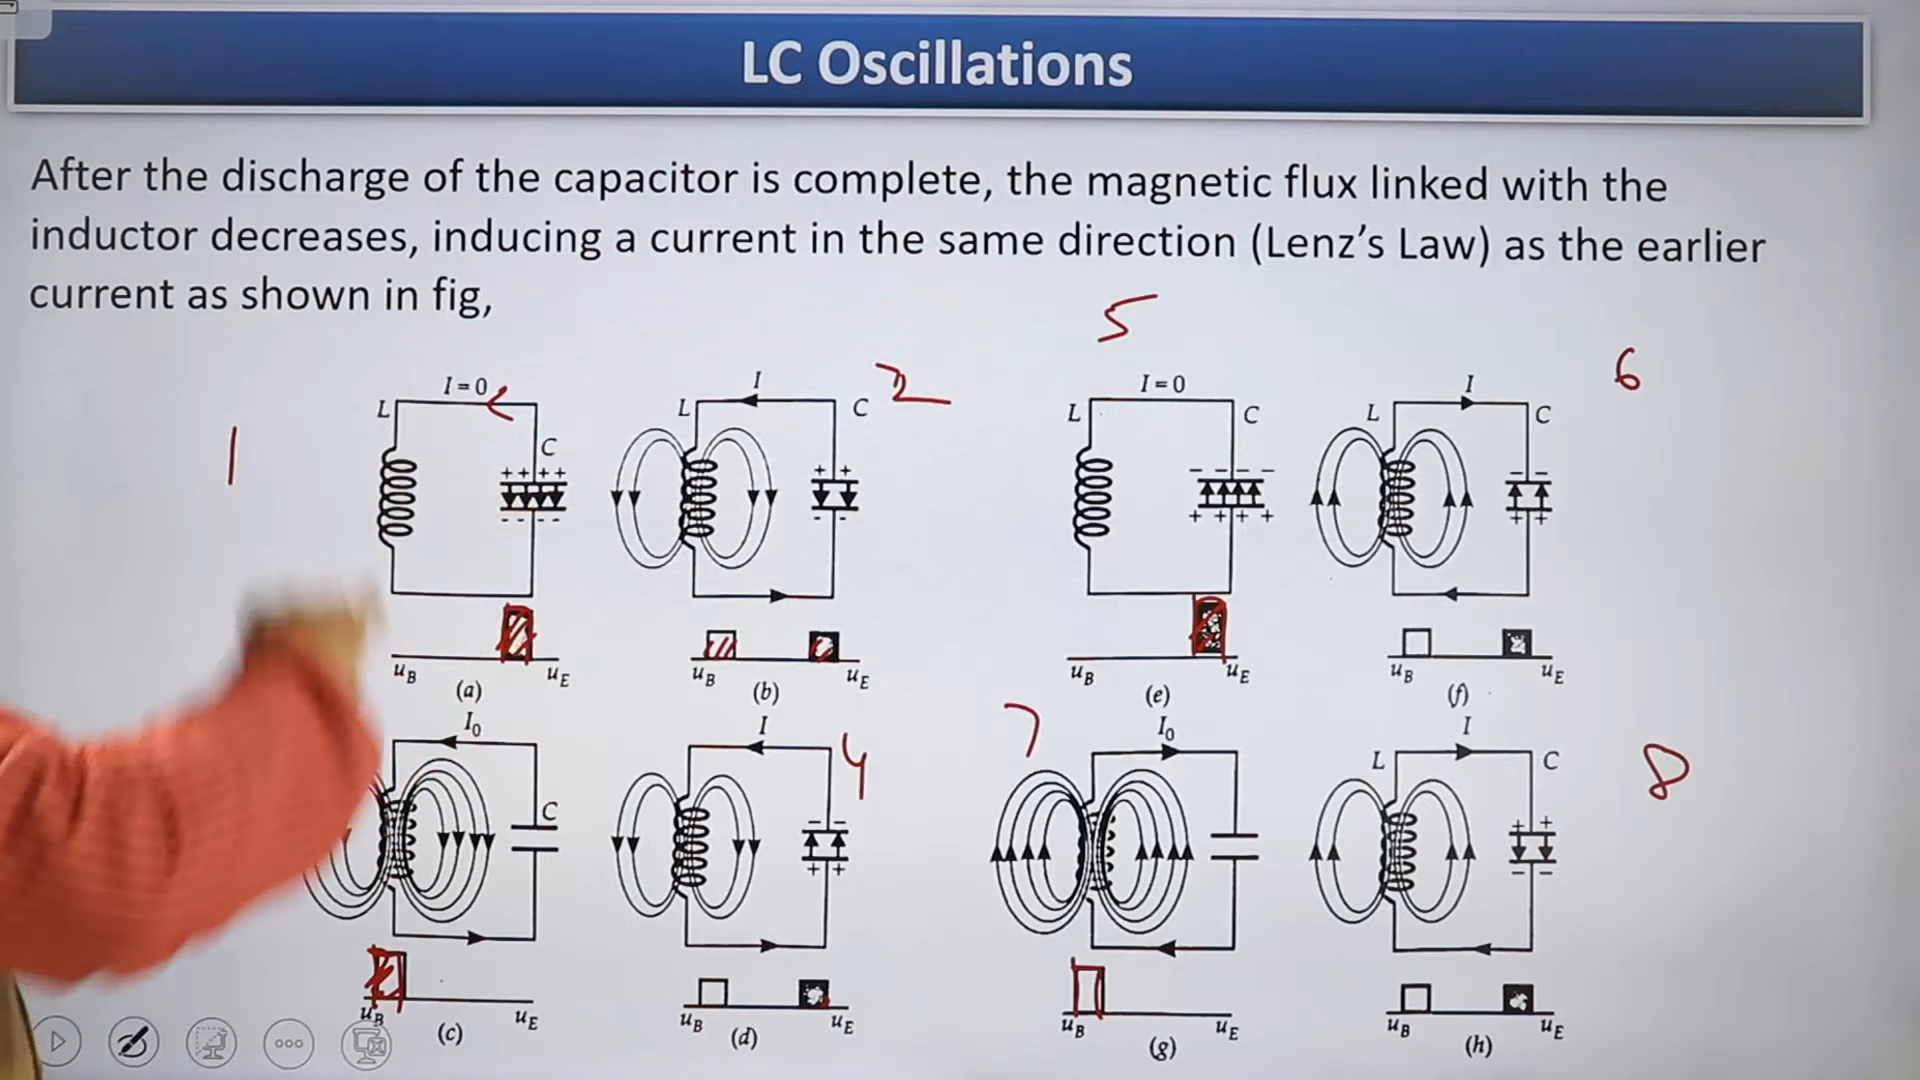 LC Oscillations
After the discharge of the capacitor is complete, the magnetic flux linked with the
inductor decreases, inducing a current in the same direction (Lenz's Law) as the earlier
current as shown in fig,
5
6
1
2
I = 0
L
C
+ + + +
- - - -
u_B
u_E
(a)
I
L
C
+ +
- -
u_B
u_E
(b)
I = 0
L
C
- - - -
+ + + +
u_B
u_E
(e)
I
L
C
- -
+ +
u_B
u_E
(f)
I₀
C
u_B
u_E
(c)
I
4
- -
+ +
u_B
u_E
(d)
7
I₀
u_B
u_E
(g)
I
L
C
8
+ +
- -
u_B
u_E
(h)